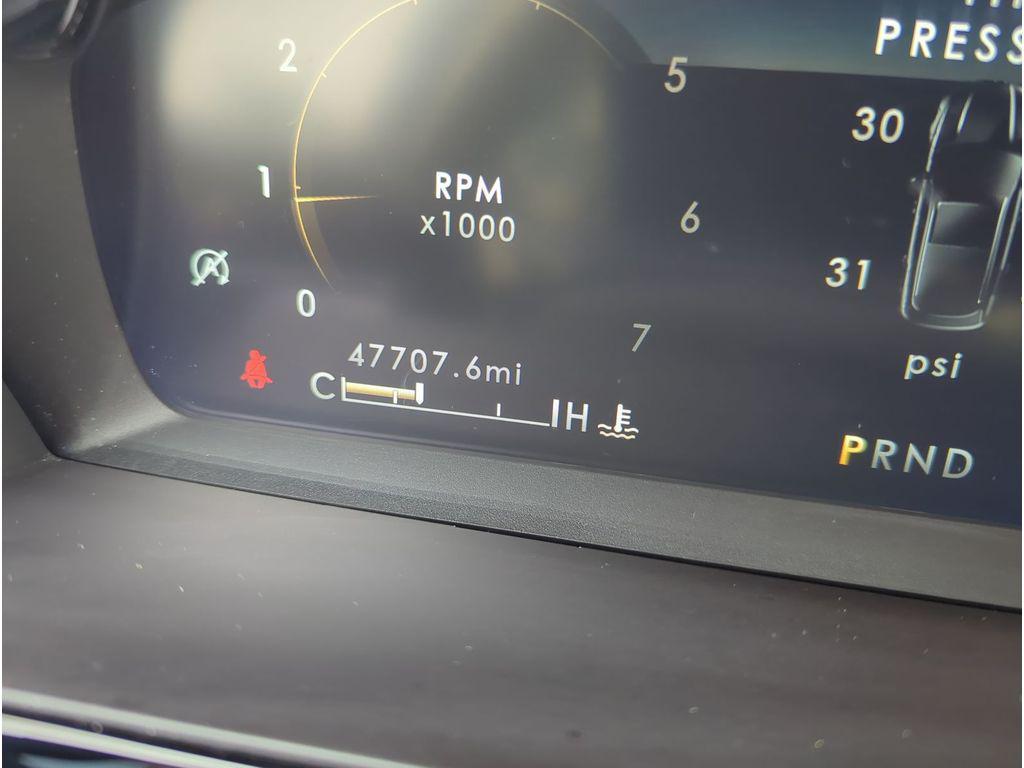 PRESS
2
5
30
1
RPM
x1000
6
31
0
7
47707.6mi
psi
C
H
PRND